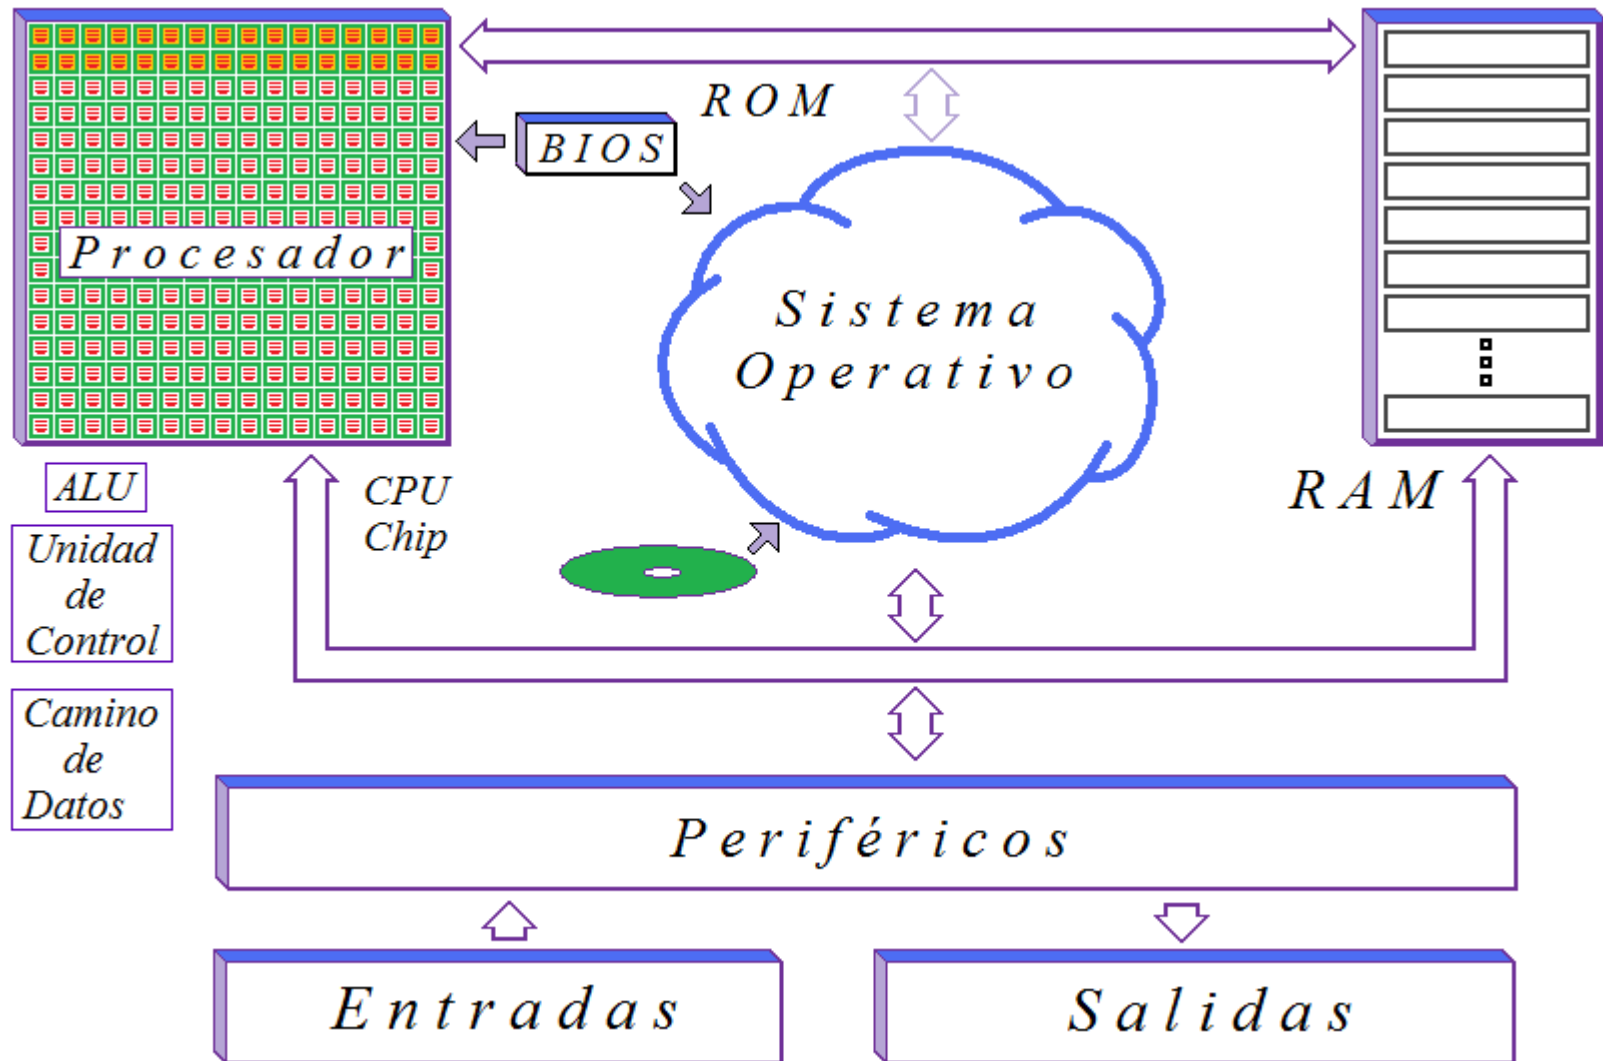 ROM
BIOS
Procesador
Sistema
Operativo
ALU
CPU
Chip
RAM
Unidad
de
Control
Camino
de
Datos
Periféricos
Entradas
Salidas